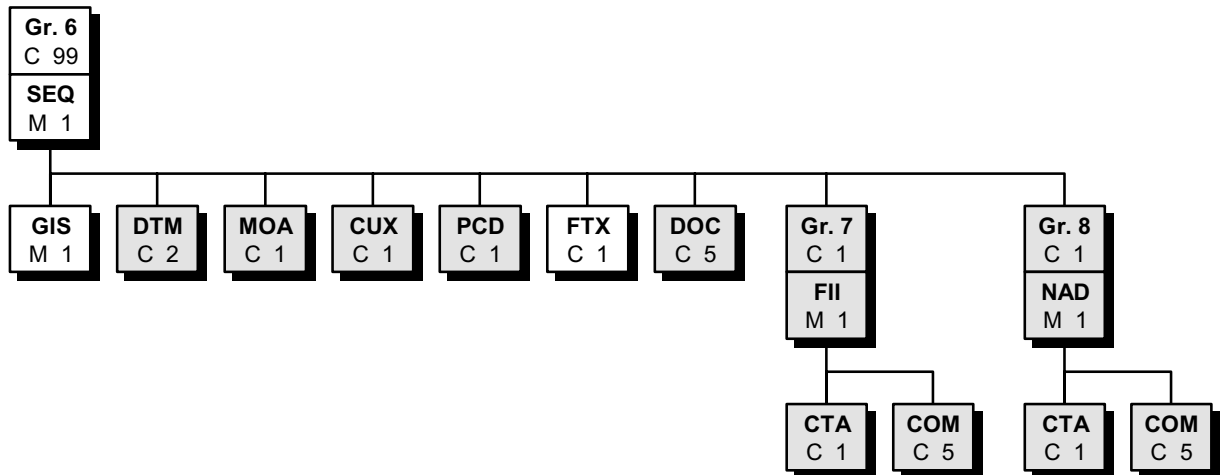 Gr. 6
C 99
SEQ
M 1
GIS
M 1
DTM
C 2
MOA
C 1
CUX
C 1
PCD
C 1
FTX
C 1
DOC
C 5
Gr. 7
C 1
FII
M 1
Gr. 8
C 1
NAD
M 1
CTA
C 1
COM
C 5
CTA
C 1
COM
C 5